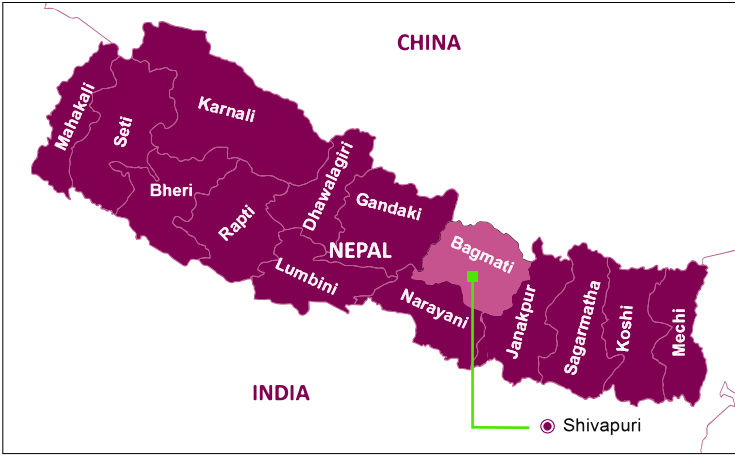 CHINA
Mahakali
Seti
Karnali
Bheri
Rapti
Dhawalagiri
Gandaki
NEPAL
Lumbini
Bagmati
Narayani
Janakpur
Sagarmatha
Koshi
Mechi
INDIA
Shivapuri